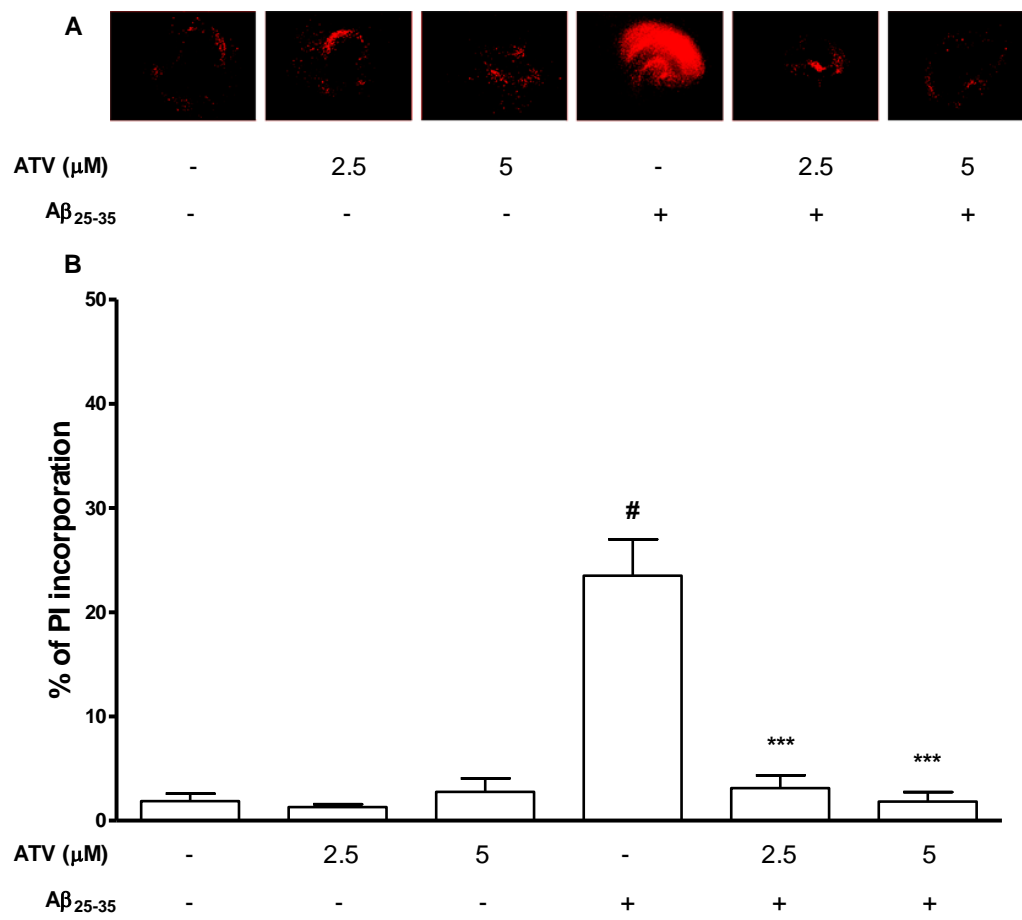 A
ATV (μM) - 2.5 5 - 2.5 5
Aβ25-35 - - - + + +
B
% of PI incorporation
50
40
30
20
10
0
#
*** ***
ATV (μM) - 2.5 5 - 2.5 5
Aβ25-35 - - - + + +